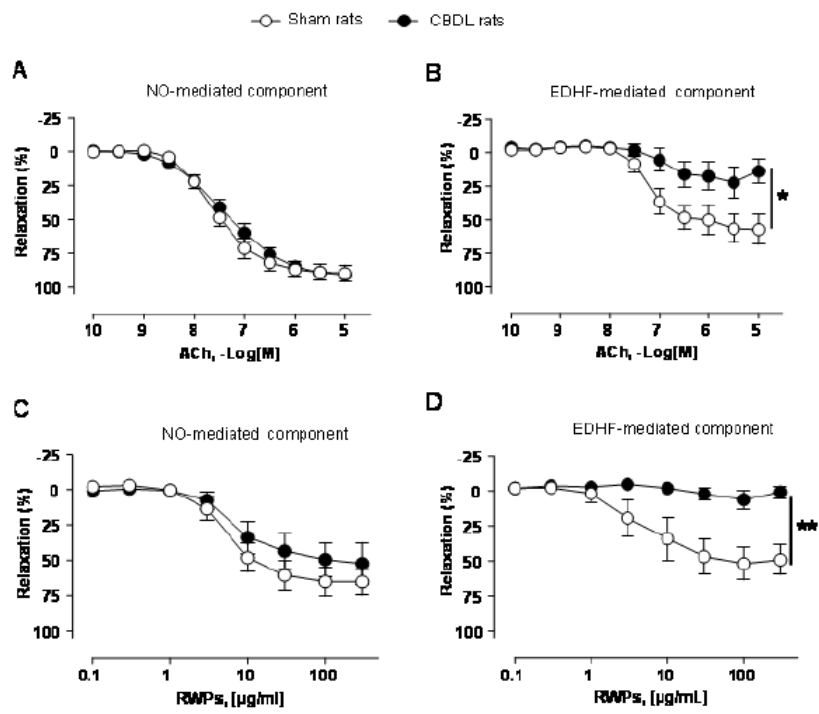 Sham rats CBDL rats
A
NO-mediated component
-25
0
25
50
75
100
Relaxation (%)
10 9 8 7 6 5
ACh, -Log[M]
B
EDHF-mediated component
-25
0
25
50
75
100
Relaxation (%)
*
10 9 8 7 6 5
ACh, -Log[M]
C
NO-mediated component
-25
0
25
50
75
100
Relaxation (%)
0.1 1 10 100
RWPs, [µg/ml]
D
EDHF-mediated component
-25
0
25
50
75
100
Relaxation (%)
**
0.1 1 10 100
RWPs, [µg/mL]